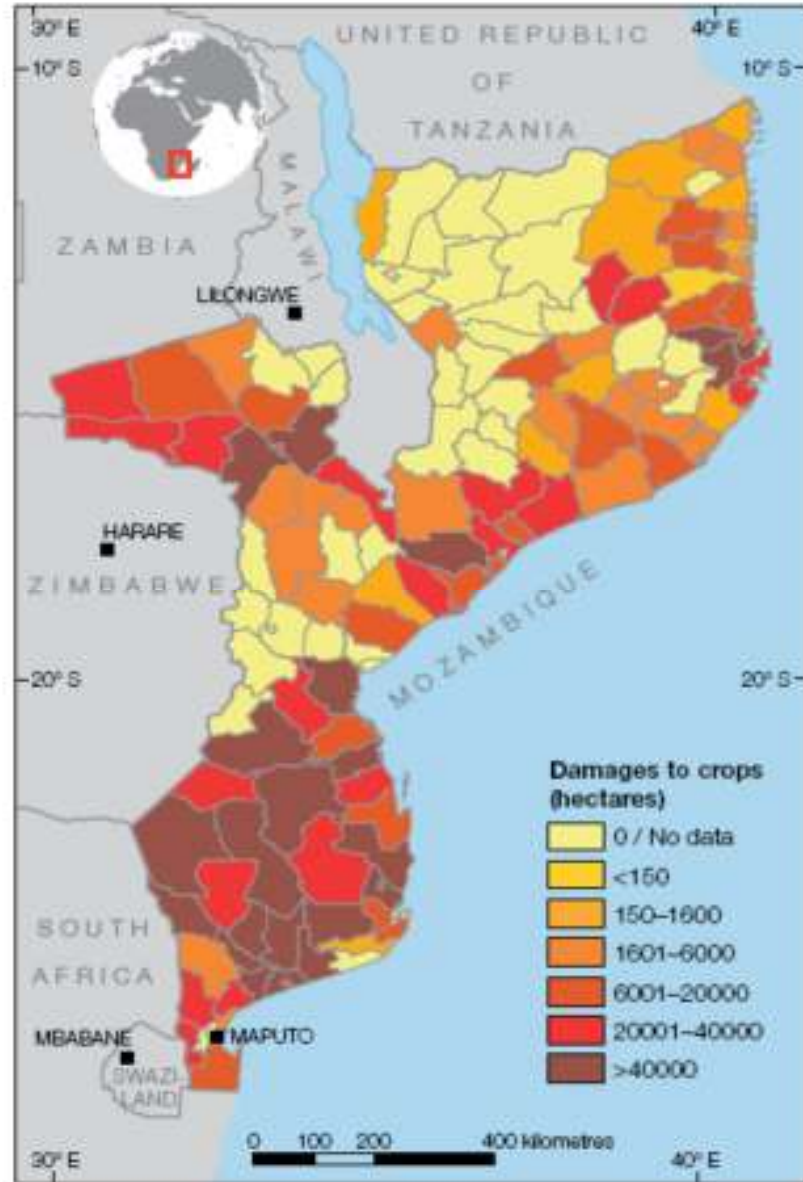 30° E
40° E
10° S
10° S
UNITED REPUBLIC
OF
TANZANIA
MALAWI
ZAMBIA
LILONGWE
HARARE
ZIMBABWE
MOZAMBIQUE
20° S
20° S
Damages to crops
(hectares)
0 / No data
<150
150–1600
1601–6000
6001–20000
20001–40000
>40000
SOUTH
AFRICA
MBABANE
MAPUTO
SWAZI-
LAND
0 100 200 400 kilometres
30° E
40° E